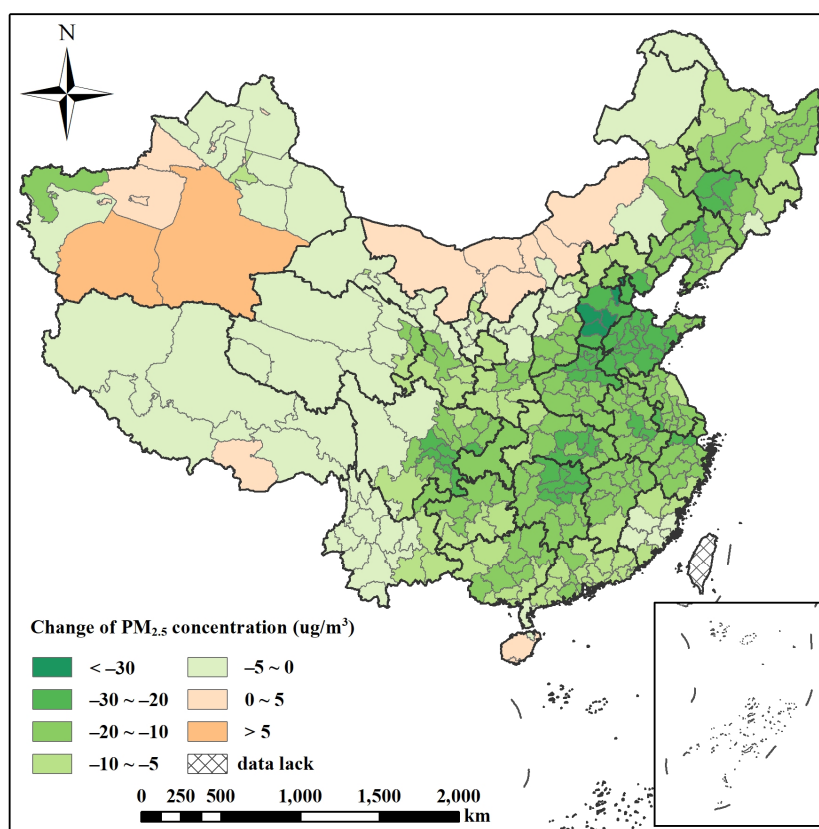 N
Change of PM2.5 concentration (ug/m³)
< –30
–5 ~ 0
–30 ~ –20
0 ~ 5
–20 ~ –10
> 5
–10 ~ –5
data lack
0 250 500 1,000 1,500 2,000
km